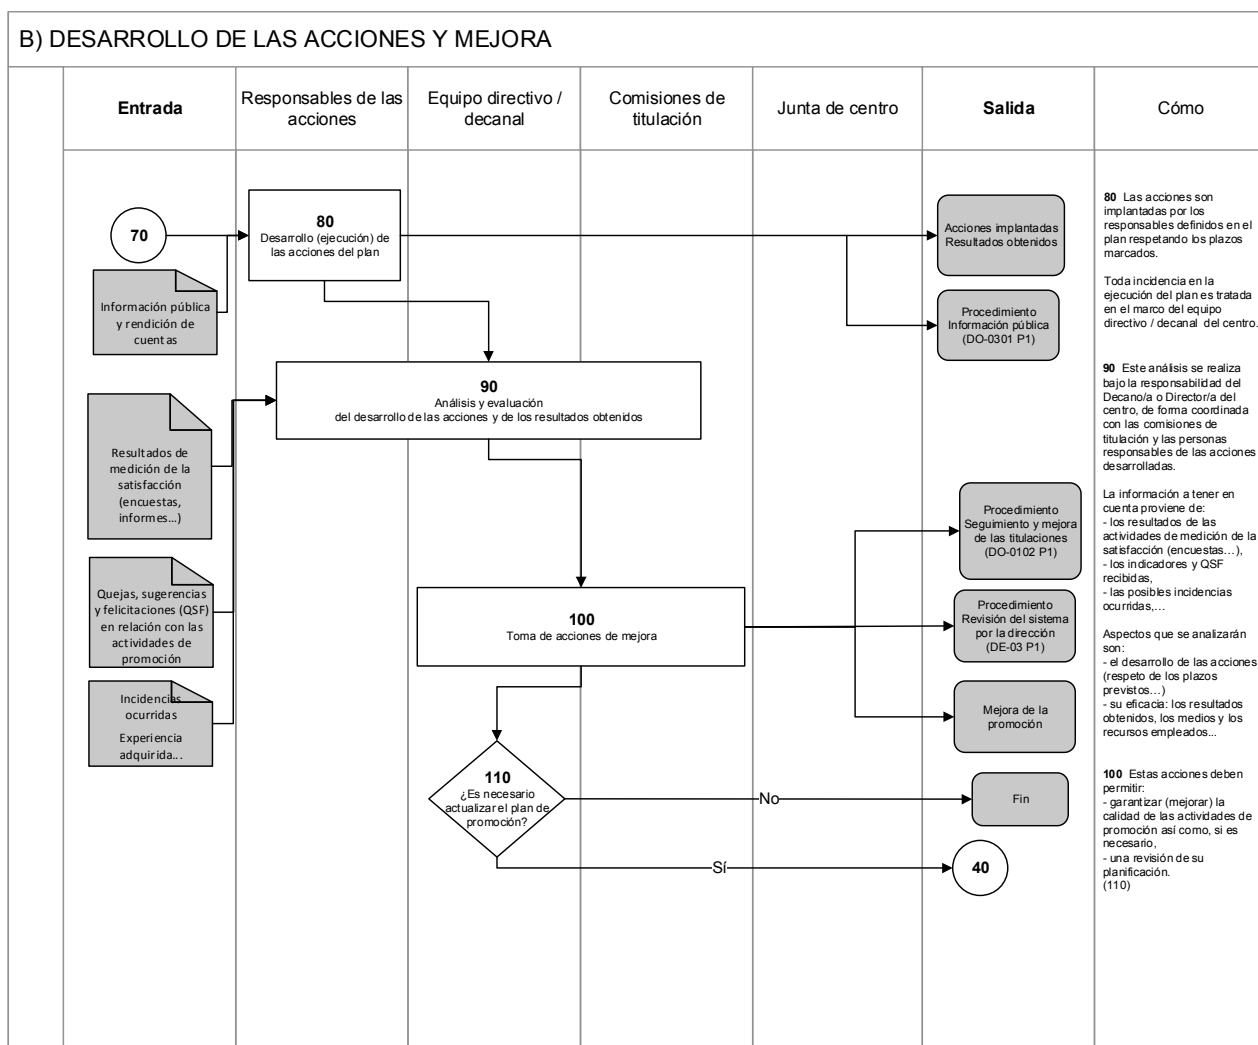 B) DESARROLLO DE LAS ACCIONES Y MEJORA
Entrada
Responsables de las
acciones
Equipo directivo /
decanal
Comisiones de
titulación
Junta de centro
Salida
Cómo
70
Información pública
y rendición de
cuentas
80
Desarrollo (ejecución) de
las acciones del plan
Acciones implantadas
Resultados obtenidos
Procedimiento
Información pública
(DO-0301 P1)
90
Análisis y evaluación
del desarrollo de las acciones y de los resultados obtenidos
Resultados de
medición de la
satisfacción
(encuestas,
informes...)
Quejas, sugerencias
y felicitaciones (QSF)
en relación con las
actividades de
promoción
Incidencias
ocurridas
Experiencia
adquirida...
100
Toma de acciones de mejora
Procedimiento
Seguimiento y mejora
de las titulaciones
(DO-0102 P1)
Procedimiento
Revisión del sistema
por la dirección
(DE-03 P1)
Mejora de la
promoción
110
¿Es necesario
actualizar el plan de
promoción?
No
Fin
Sí
40
80 Las acciones son
implantadas por los
responsables definidos en el
plan respetando los plazos
marcados.
Toda incidencia en la
ejecución del plan es tratada
en el marco del equipo
directivo / decanal del centro.
90 Este análisis se realiza
bajo la responsabilidad del
Decano/a o Director/a del
centro, de forma coordinada
con las comisiones de
titulación y las personas
responsables de las acciones
desarrolladas.
La información a tener en
cuenta proviene de:
- los resultados de las
actividades de medición de la
satisfacción (encuestas...),
- los indicadores y QSF
recibidas,
- las posibles incidencias
ocurridas,...
Aspectos que se analizarán
son:
- el desarrollo de las acciones
(respeto de los plazos
previstos...)
- su eficacia: los resultados
obtenidos, los medios y los
recursos empleados...
100 Estas acciones deben
permitir:
- garantizar (mejorar) la
calidad de las actividades de
promoción así como, si es
necesario,
- una revisión de su
planificación.
(110)